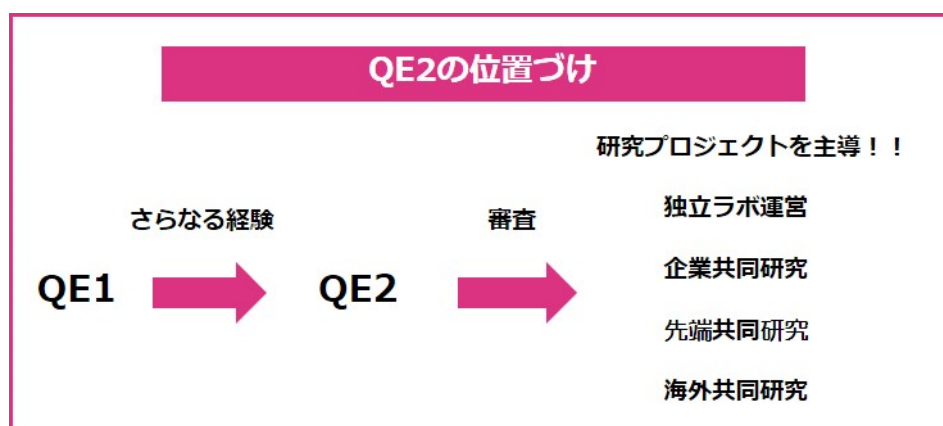 QE2の位置づけ
研究プロジェクトを主導！！
さらなる経験
審査
独立ラボ運営
QE1
QE2
企業共同研究
先端共同研究
海外共同研究